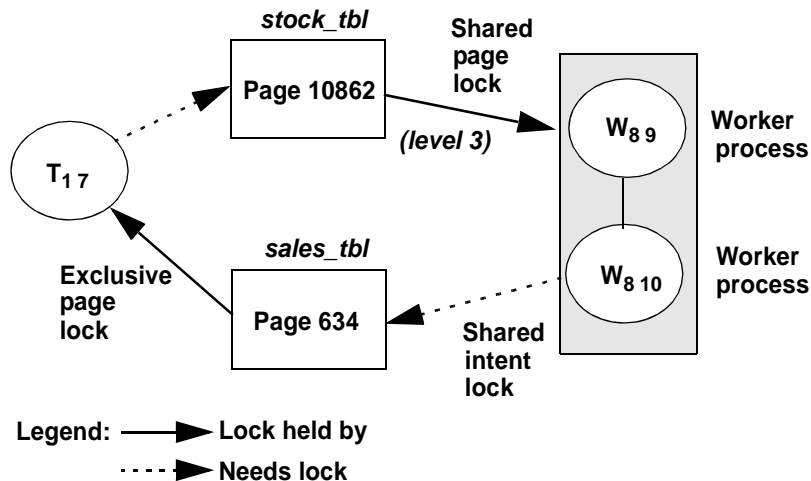 stock_tbl
Shared
page
lock
Page 10862
(level 3)
W8 9
Worker
process
T1 7
sales_tbl
Exclusive
page
lock
Page 634
W8 10
Worker
process
Shared
intent
lock
Legend:
Lock held by
Needs lock